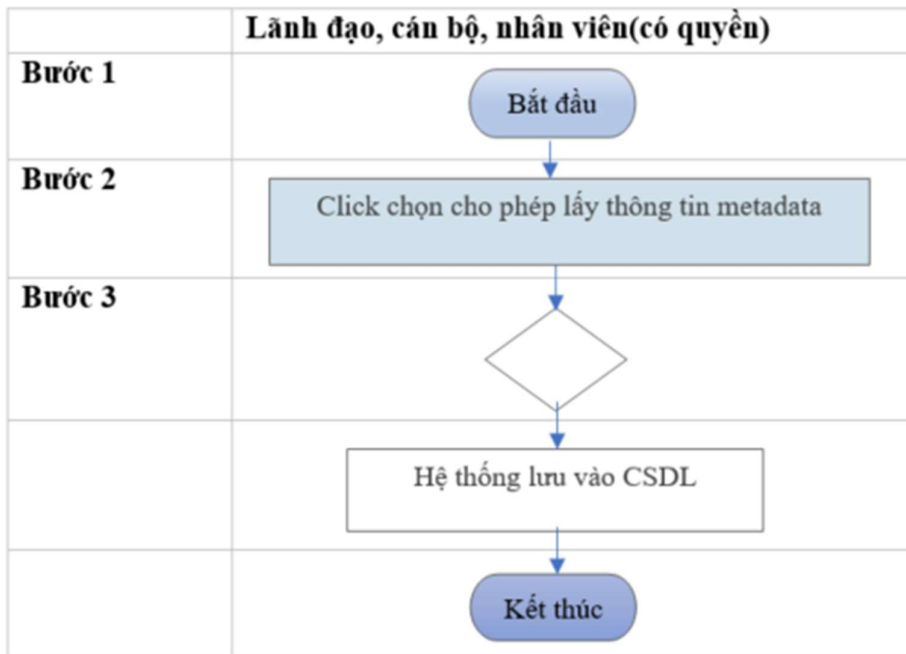 Lãnh đạo, cán bộ, nhân viên(có quyền)
Bước 1
Bắt đầu
Bước 2
Click chọn cho phép lấy thông tin metadata
Bước 3
Hệ thống lưu vào CSDL
Kết thúc